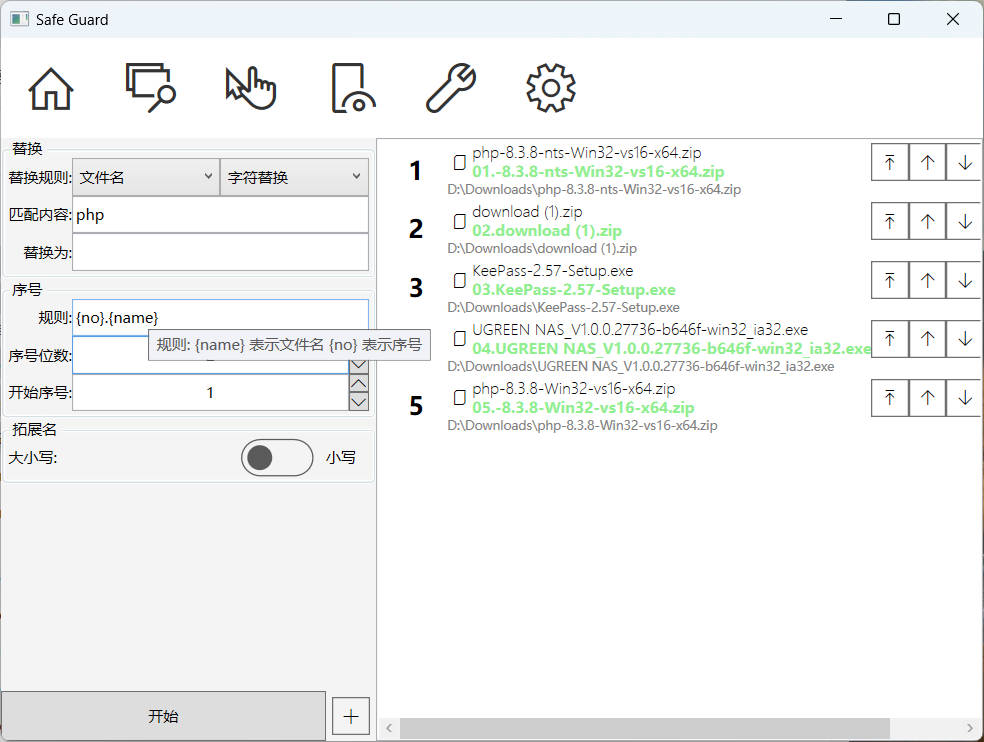 Safe Guard
替换
替换规则: 文件名 字符替换
匹配内容: php
替换为:
序号
规则: {no}.{name}
规则: {name} 表示文件名 {no} 表示序号
序号位数:
开始序号: 1
拓展名
大小写: 小写
开始
1
php-8.3.8-nts-Win32-vs16-x64.zip
01.-8.3.8-nts-Win32-vs16-x64.zip
D:\Downloads\php-8.3.8-nts-Win32-vs16-x64.zip
2
download (1).zip
02.download (1).zip
D:\Downloads\download (1).zip
3
KeePass-2.57-Setup.exe
03.KeePass-2.57-Setup.exe
D:\Downloads\KeePass-2.57-Setup.exe
4
UGREEN NAS_V1.0.0.27736-b646f-win32_ia32.exe
04.UGREEN NAS_V1.0.0.27736-b646f-win32_ia32.exe
D:\Downloads\UGREEN NAS_V1.0.0.27736-b646f-win32_ia32.exe
5
php-8.3.8-Win32-vs16-x64.zip
05.-8.3.8-Win32-vs16-x64.zip
D:\Downloads\php-8.3.8-Win32-vs16-x64.zip